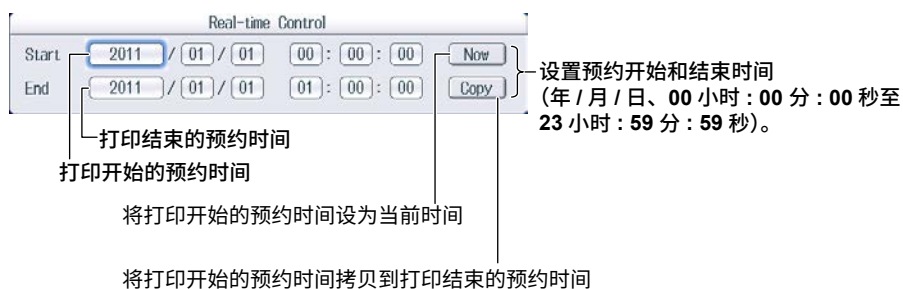 Real-time Control
Start 2011 / 01 / 01 00 : 00 : 00 Now
End 2011 / 01 / 01 01 : 00 : 00 Copy
设置预约开始和结束时间
（年 / 月 / 日、00 小时 : 00 分 : 00 秒至
23 小时 : 59 分 : 59 秒）。
打印结束的预约时间
打印开始的预约时间
将打印开始的预约时间设为当前时间
将打印开始的预约时间拷贝到打印结束的预约时间